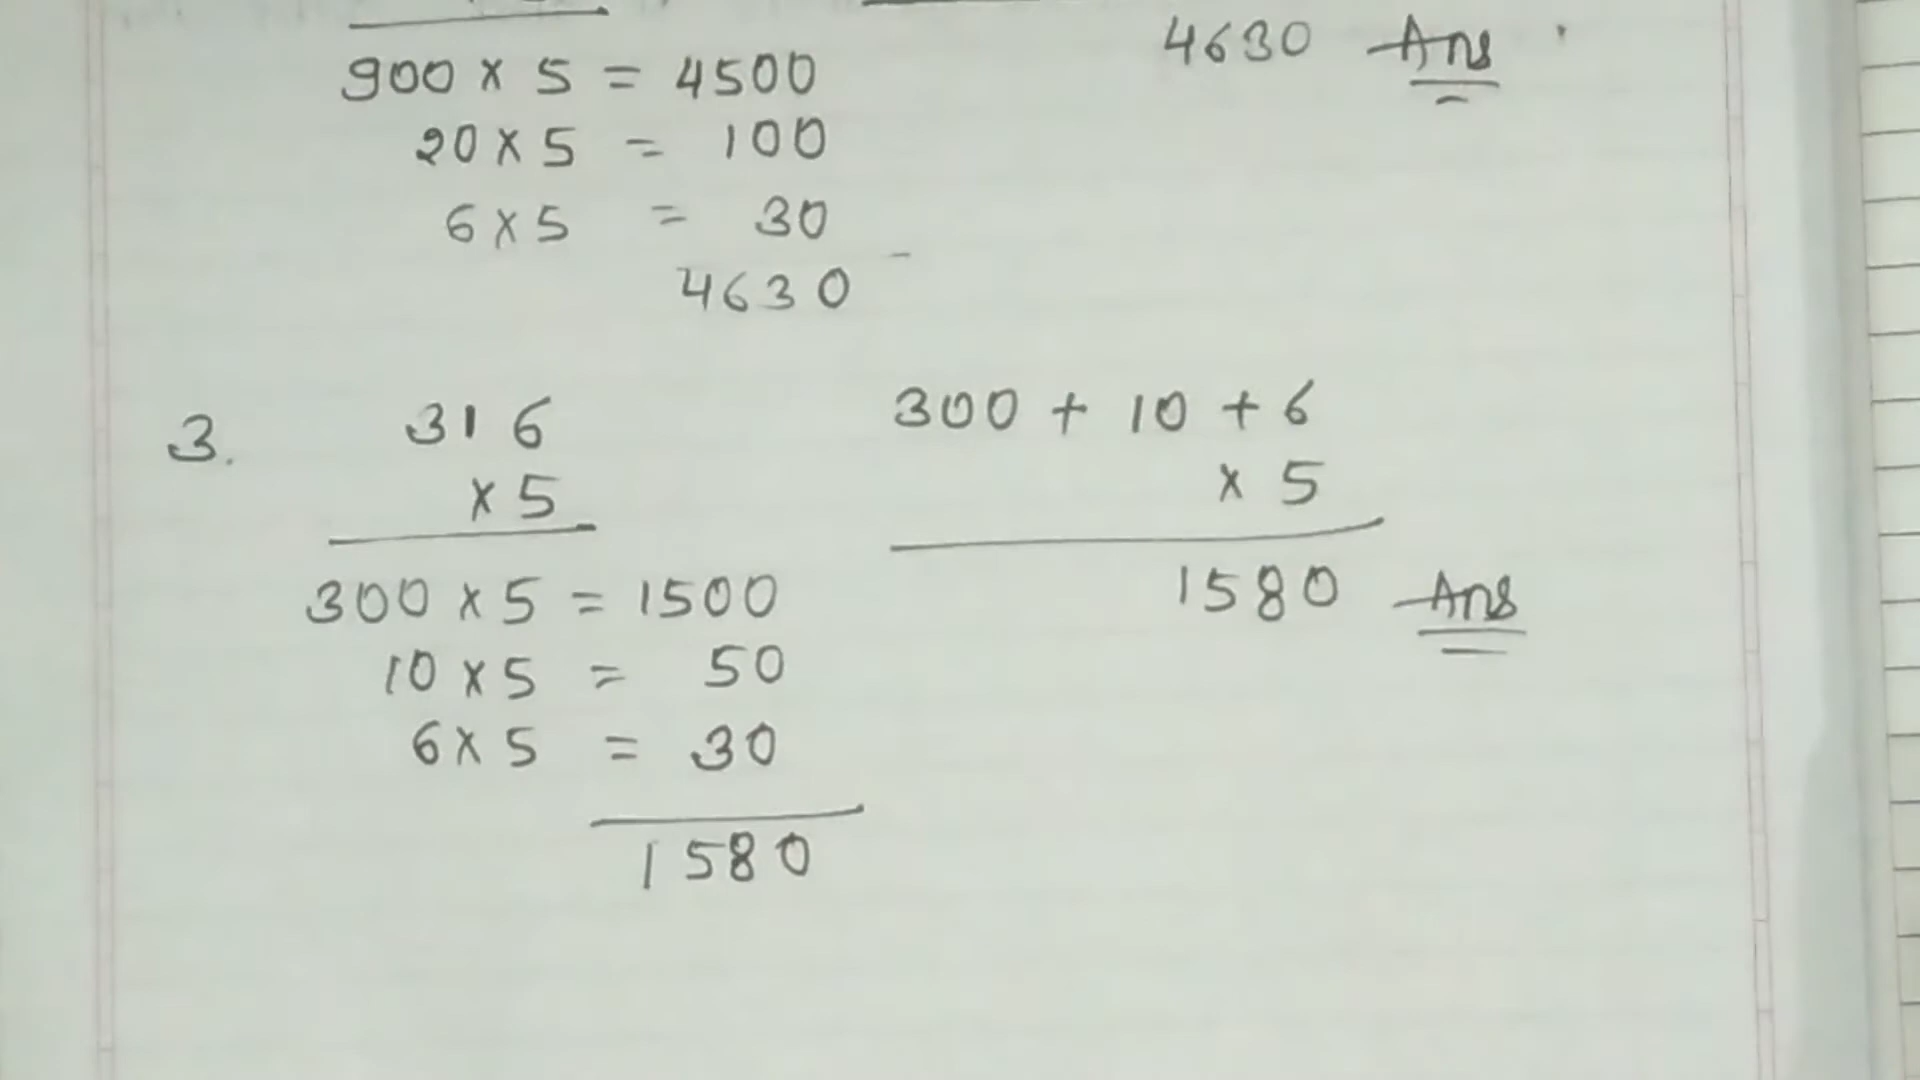 4630 Ans
900 x 5 = 4500
20 x 5 = 100
6 x 5 = 30
4630
3. 316
x 5
300 x 5 = 1500
10 x 5 = 50
6 x 5 = 30
1580
300 + 10 + 6
x 5
1580 Ans